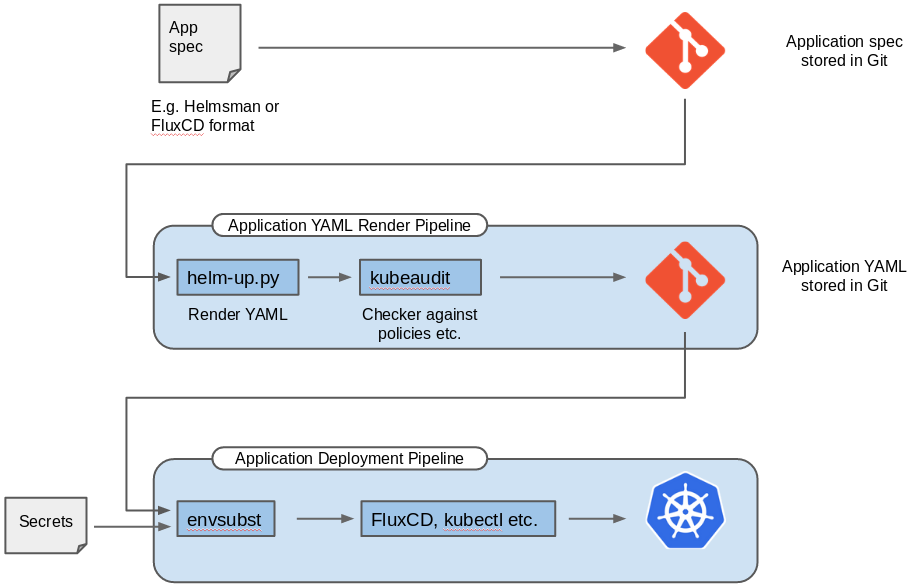 App
spec
Application spec
stored in Git
E.g. Helmsman or
FluxCD format
Application YAML Render Pipeline
helm-up.py
kubeaudit
Application YAML
stored in Git
Render YAML
Checker against
policies etc.
Application Deployment Pipeline
Secrets
envsubst
FluxCD, kubectl etc.